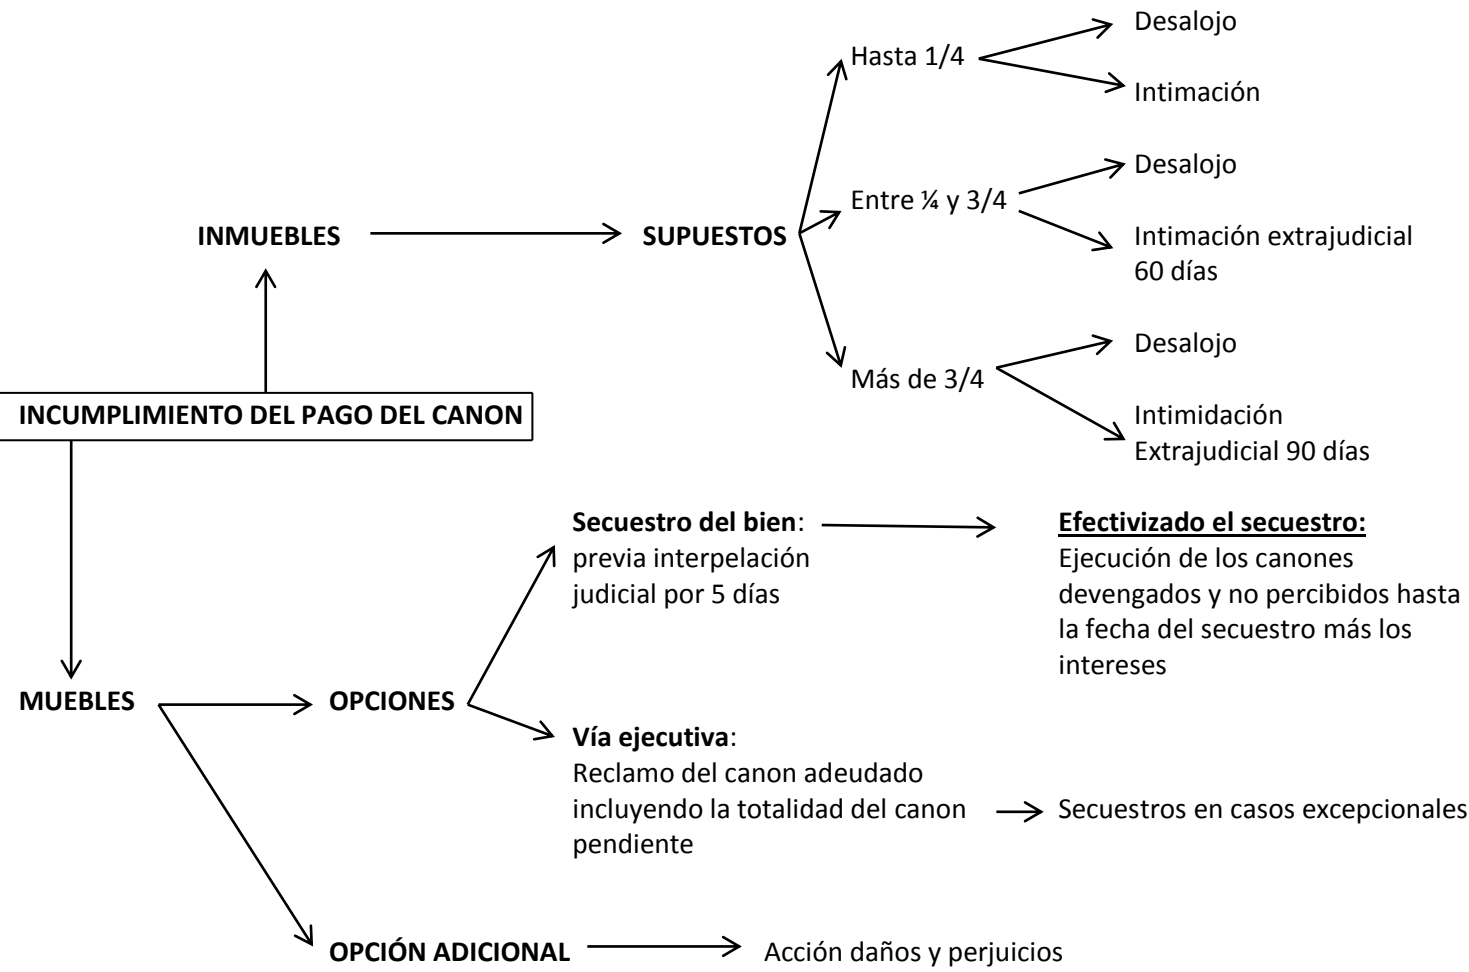 Desalojo
Hasta 1/4
Intimación
Desalojo
Entre ¼ y 3/4
INMUEBLES
SUPUESTOS
Intimación extrajudicial
60 días
Desalojo
Más de 3/4
INCUMPLIMIENTO DEL PAGO DEL CANON
Intimidación
Extrajudicial 90 días
Secuestro del bien:
previa interpelación
judicial por 5 días
Efectivizado el secuestro:
Ejecución de los canones
devengados y no percibidos hasta
la fecha del secuestro más los
intereses
MUEBLES
OPCIONES
Vía ejecutiva:
Reclamo del canon adeudado
incluyendo la totalidad del canon
pendiente
Secuestros en casos excepcionales
OPCIÓN ADICIONAL
Acción daños y perjuicios